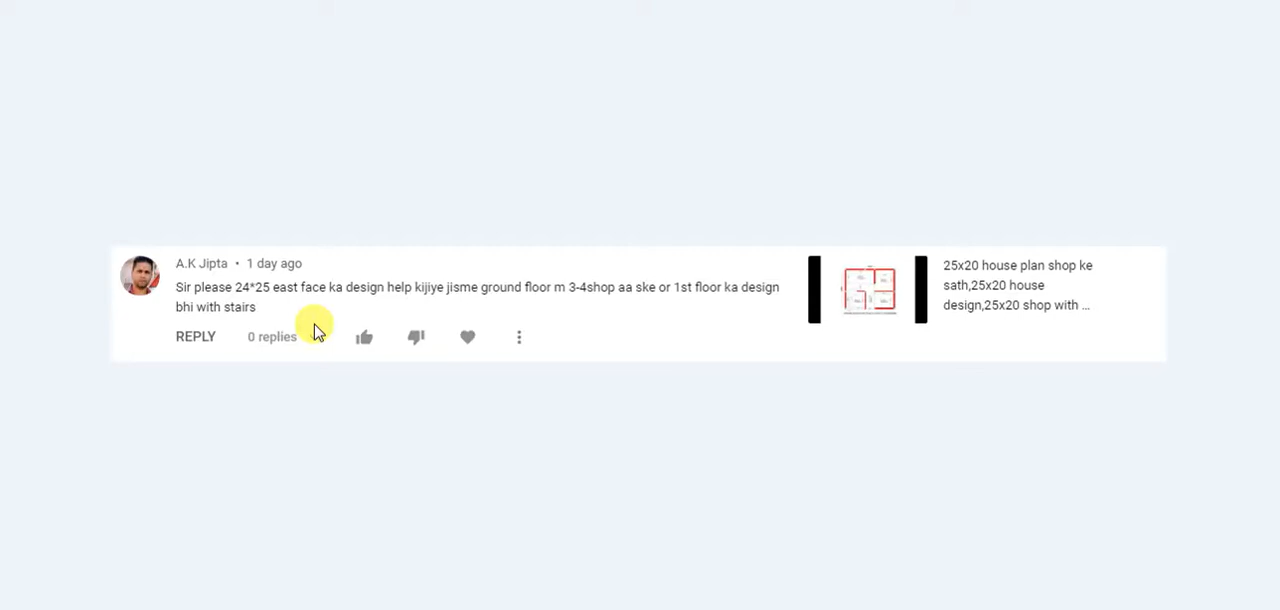 A.K Jipta • 1 day ago
Sir please 24*25 east face ka design help kijiye jisme ground floor m 3-4shop aa ske or 1st floor ka design
bhi with stairs
REPLY 0 replies
25x20 house plan shop ke
sath,25x20 house
design,25x20 shop with ...